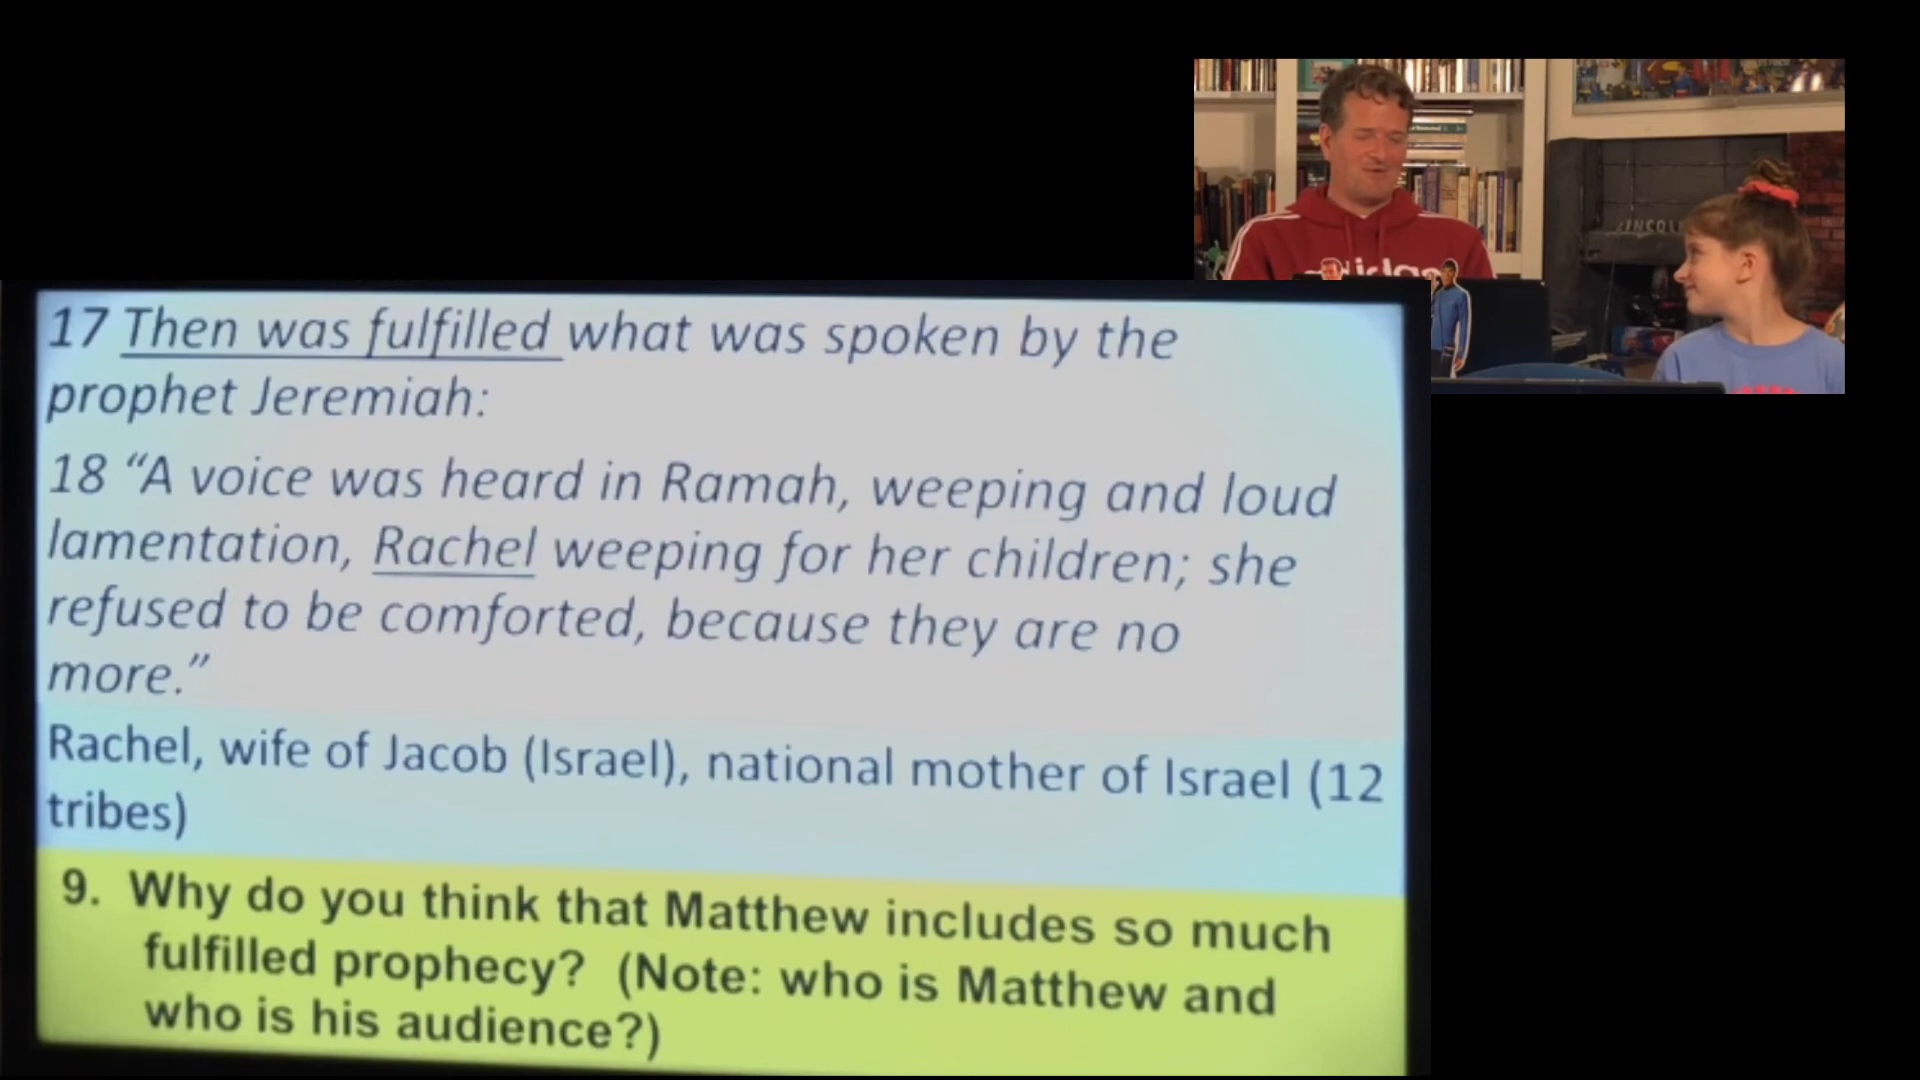 INCOL
17 Then was fulfilled what was spoken by the
prophet Jeremiah:
18 “A voice was heard in Ramah, weeping and loud
lamentation, Rachel weeping for her children; she
refused to be comforted, because they are no
more.”
Rachel, wife of Jacob (Israel), national mother of Israel (12
tribes)
9. Why do you think that Matthew includes so much
fulfilled prophecy? (Note: who is Matthew and
who is his audience?)